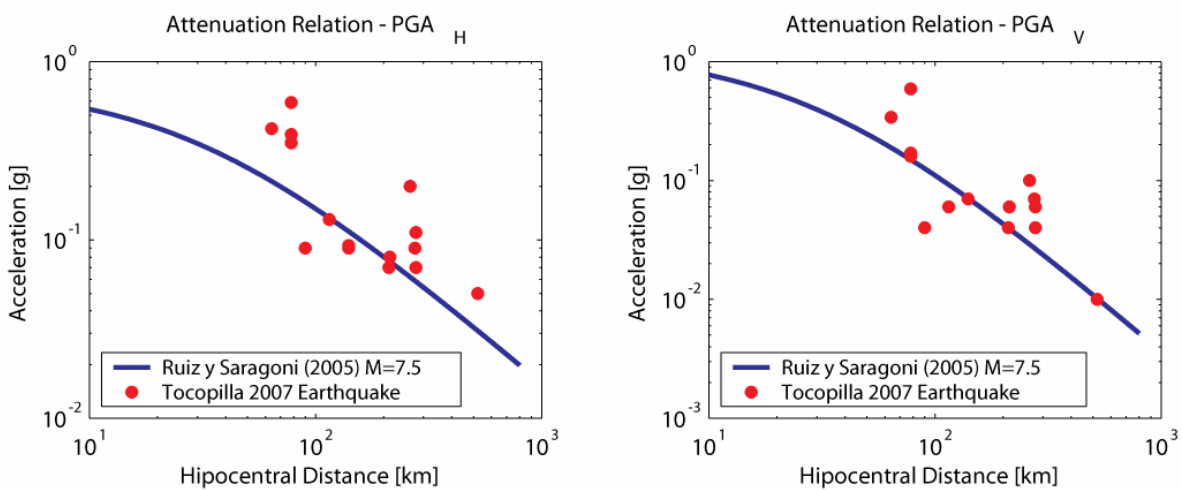 Attenuation Relation - PGA H
10^0
10^-1
10^-2
Acceleration [g]
Ruiz y Saragoni (2005) M=7.5
Tocopilla 2007 Earthquake
10^1 10^2 10^3
Hipocentral Distance [km]
Attenuation Relation - PGA V
10^0
10^-1
10^-2
10^-3
Acceleration [g]
Ruiz y Saragoni (2005) M=7.5
Tocopilla 2007 Earthquake
10^1 10^2 10^3
Hipocentral Distance [km]